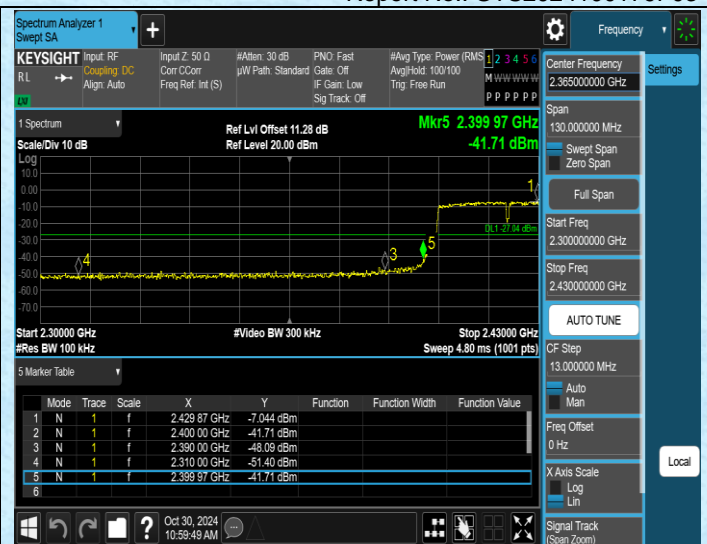 Spectrum Analyzer 1
Swept SA
+
Frequency
KEYSIGHT
RL
Input: RF
Coupling: DC
Align: Auto
Input Z: 50 Ω
Corr CCorr
Freq Ref: Int (S)
#Atten: 30 dB
µW Path: Standard
PNO: Fast
Gate: Off
IF Gain: Low
Sig Track: Off
#Avg Type: Power (RMS
Avg|Hold: 100/100
Trig: Free Run
1 2 3 4 5 6
M W W W W W
P P P P P P
LXI
Center Frequency
2.365000000 GHz
Settings
Span
130.000000 MHz
Swept Span
Zero Span
Full Span
Start Freq
2.300000000 GHz
Stop Freq
2.430000000 GHz
AUTO TUNE
CF Step
13.000000 MHz
Auto
Man
Freq Offset
0 Hz
X Axis Scale
Log
Lin
Signal Track
(Span Zoom)
Local
1 Spectrum
Scale/Div 10 dB
Ref Lvl Offset 11.28 dB
Ref Level 20.00 dBm
Mkr5 2.399 97 GHz
-41.71 dBm
Log
10.0
0.00
-10.0
-20.0
-30.0
-40.0
-50.0
-60.0
-70.0
1
DL1 -27.04 dBm
5
3
4
Start 2.30000 GHz
#Res BW 100 kHz
#Video BW 300 kHz
Stop 2.43000 GHz
Sweep 4.80 ms (1001 pts)
5 Marker Table
Mode Trace Scale X Y Function Function Width Function Value
1 N 1 f 2.429 87 GHz -7.044 dBm
2 N 1 f 2.400 00 GHz -41.71 dBm
3 N 1 f 2.390 00 GHz -48.09 dBm
4 N 1 f 2.310 00 GHz -51.40 dBm
5 N 1 f 2.399 97 GHz -41.71 dBm
6
?
Oct 30, 2024
10:59:49 AM